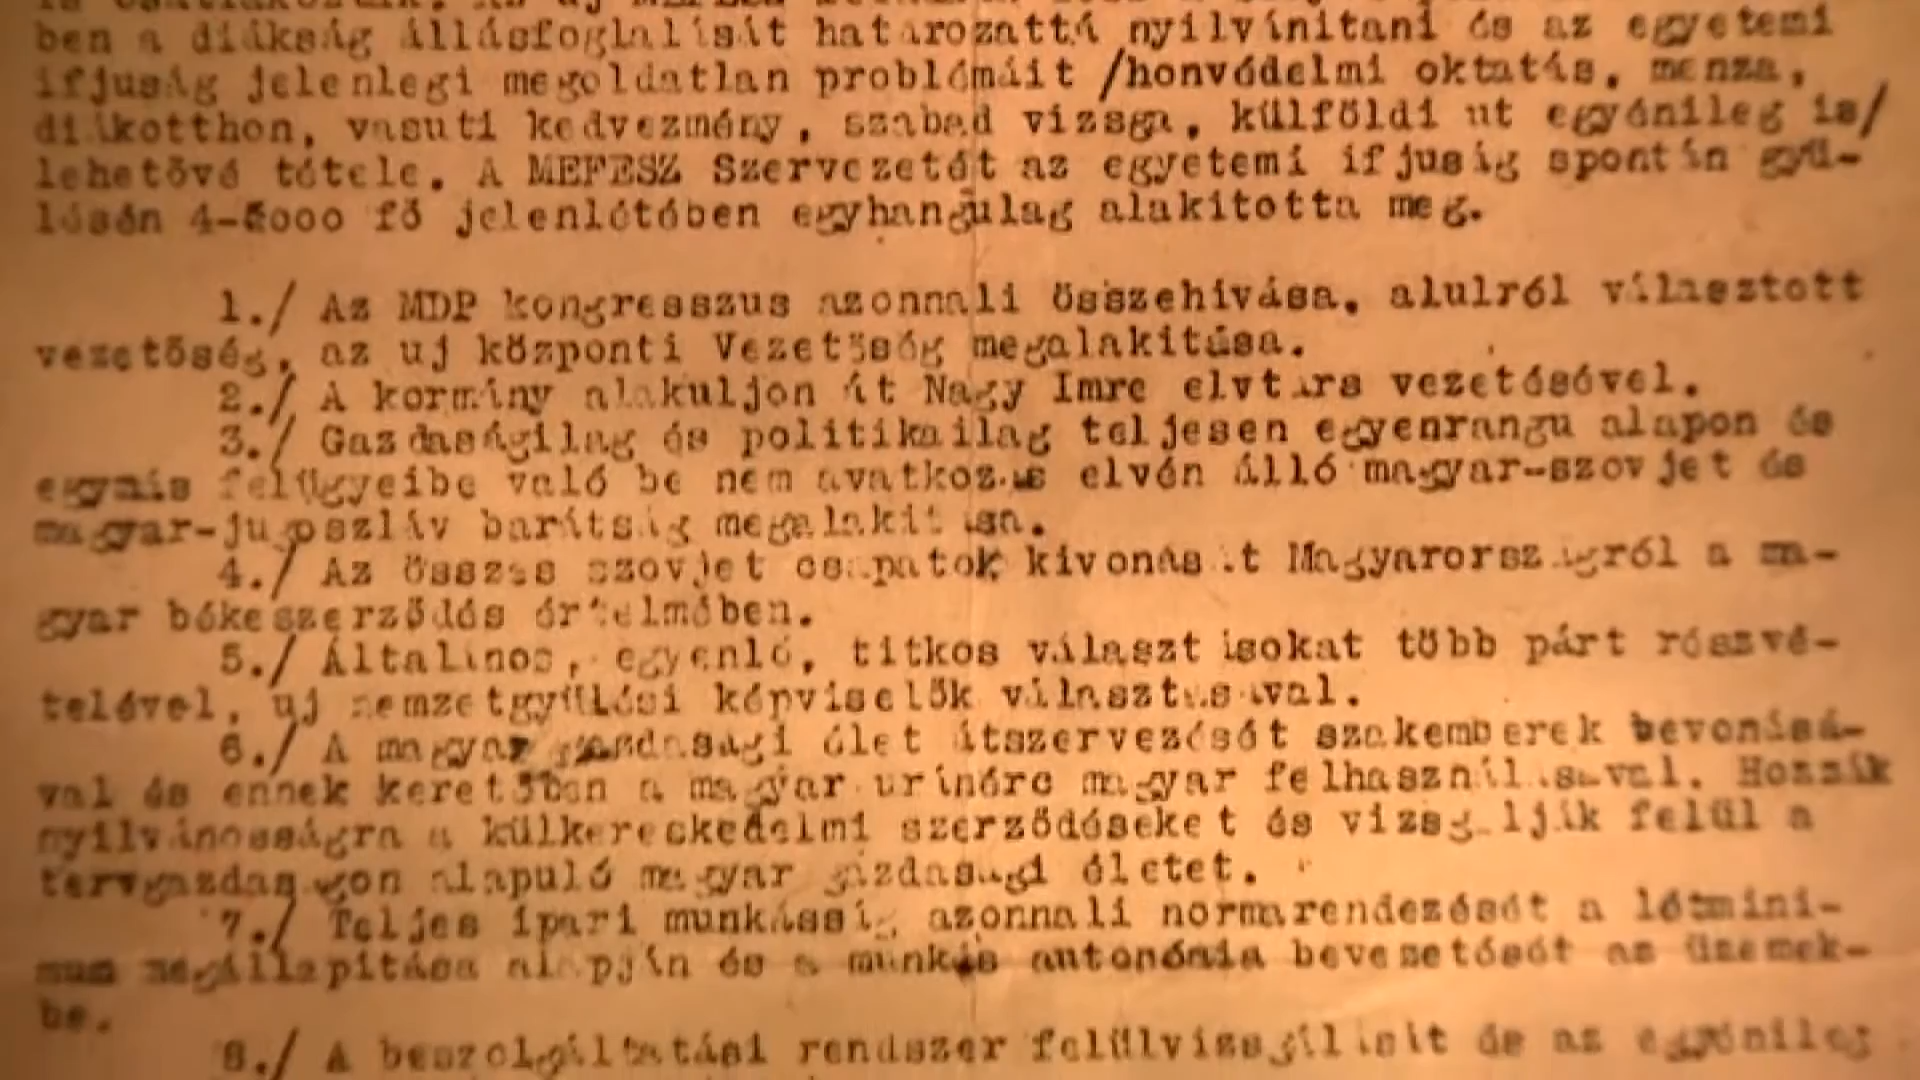 ben a diákság állásfoglalását határozattá nyilvánitani és az egyetemi
ifjuság jelenlegi megoldatlan problémáit /honvédelmi oktatás, menza,
diákotthon, vasuti kedvezmény, szabad vizsga, külföldi ut egyénileg is/
lehetővé tétele. A MEFESZ Szervezetét az egyetemi ifjuság spontán gyü-
lésén 4-5000 fő jelenlétében egyhangulag alakitotta meg.
1./ Az MDP kongresszus azonnali összehivása, alulról választott
vezetőség, az uj központi Vezetőség megalakitása.
2./ A kormány alakuljon át Nagy Imre elvtárs vezetésével.
3./ Gazdaságilag és politikailag teljesen egyenrangu alapon és
egymás felügyeibe való be nem avatkozás elvén álló magyar-szovjet és
magyar-jugoszláv barátság megalakitása.
4./ Az összes szovjet csapatok kivonását Magyarországról a ma-
gyar békeszerződés értelmében.
5./ Általános, egyenlő, titkos választásokat több párt részvé-
telével, uj nemzetgyülési képviselők választásával.
6./ A magyar gazdasági élet átszervezését szakemberek bevonásá-
val és ennek keretében a magyar uránérc magyar felhasználásával. Hozzák
nyilvánosságra a külkereskedelmi szerződéseket és vizsgálják felül a
alapuló magyar gazdasági életet.
7./ Teljes ipari munkásság azonnali normarendezését a létmini-
mum megállapitása alapján és a munkás autonómia bevezetését az üzemek-
be.
8./ A beszolgáltatási rendszer felülvizsgálását és az egyénileg